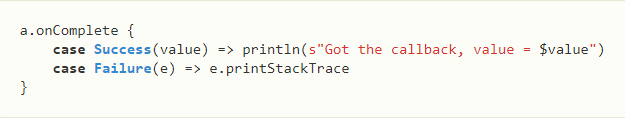 a.onComplete {
    case Success(value) => println(s"Got the callback, value = $value")
    case Failure(e) => e.printStackTrace
}